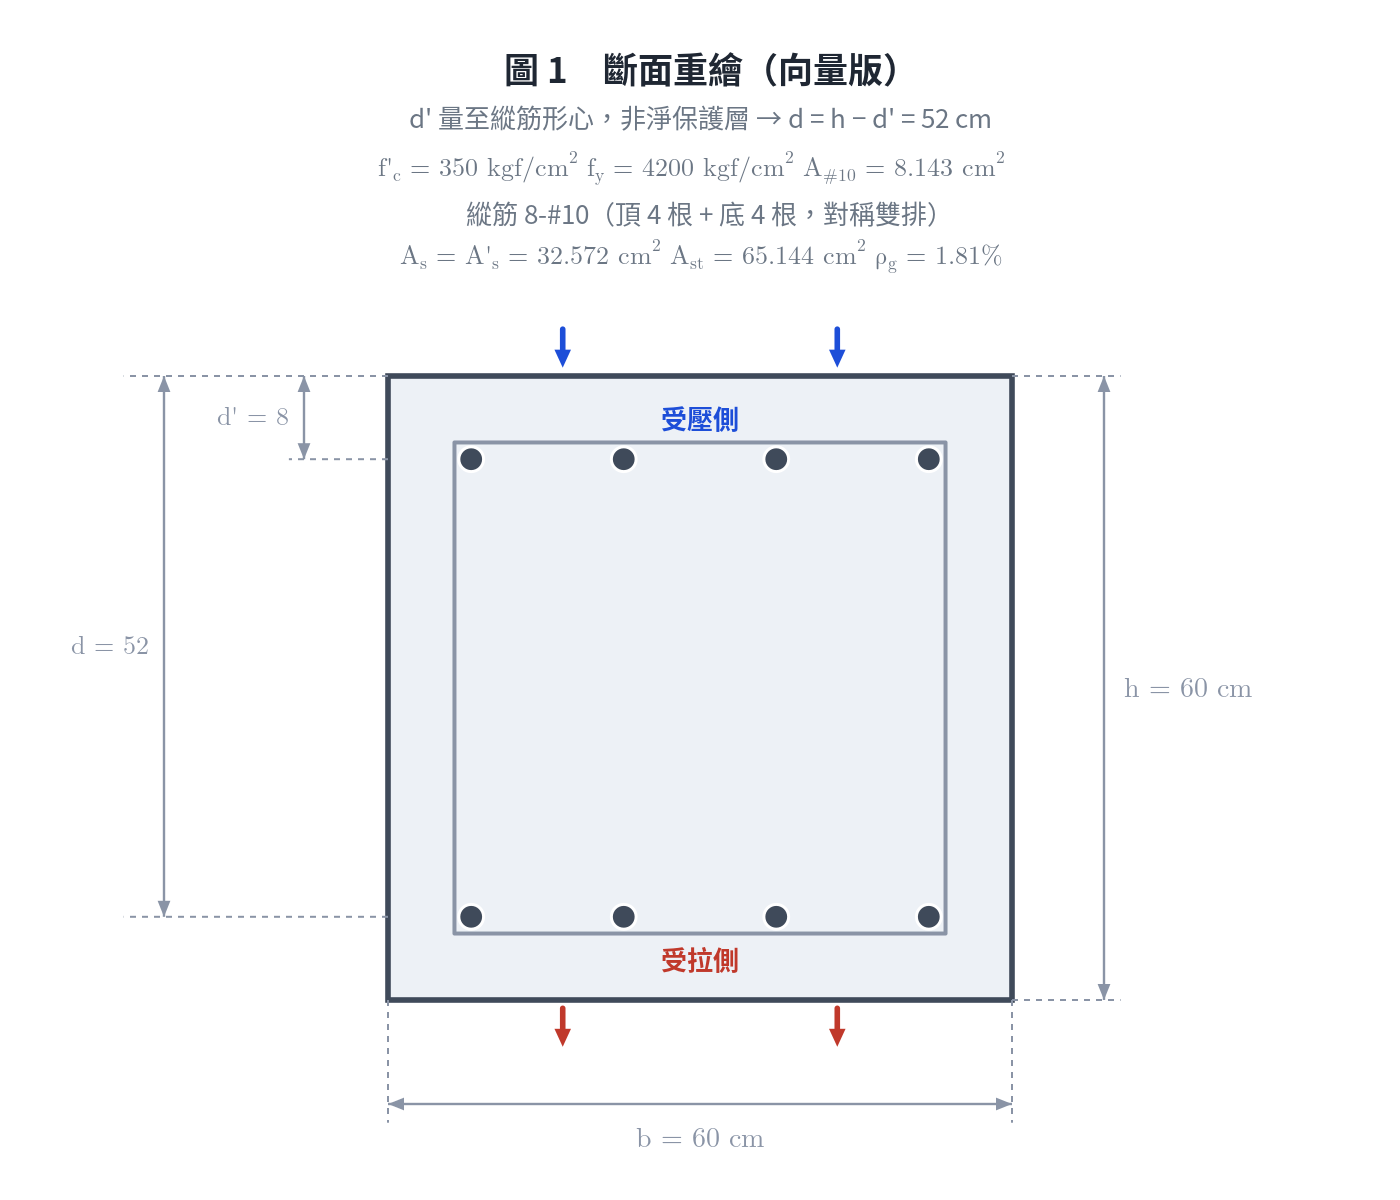 圖 1　斷面重繪（向量版）
d' 量至縱筋形心，非淨保護層 → d = h − d' = 52 cm
f'c = 350 kgf/cm² fy = 4200 kgf/cm² A#10 = 8.143 cm²
縱筋 8-#10（頂 4 根 + 底 4 根，對稱雙排）
As = A's = 32.572 cm² Ast = 65.144 cm² ρg = 1.81%
受壓側
d' = 8
d = 52
h = 60 cm
受拉側
b = 60 cm